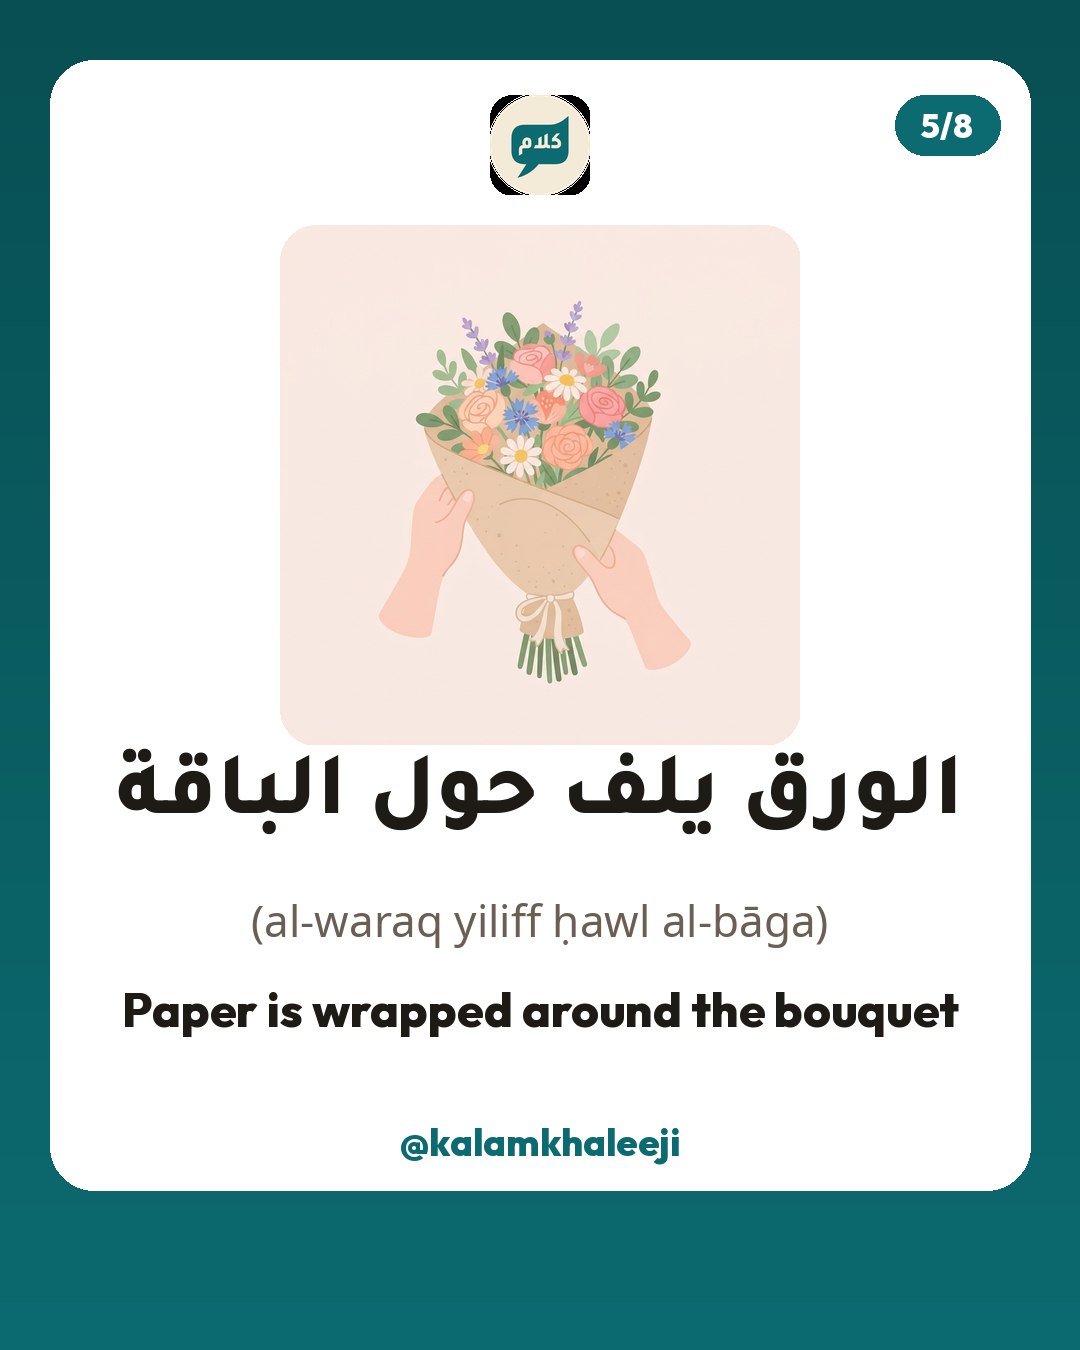 كلام
5/8
الورق يلف حول الباقة
(al-waraq yiliff ḥawl al-bāga)
Paper is wrapped around the bouquet
@kalamkhaleeji